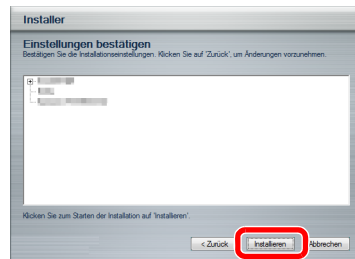 Installer
Einstellungen bestätigen
Bestätigen Sie die Installationseinstellungen. Klicken Sie auf 'Zurück', um Änderungen vorzunehmen.
Klicken Sie zum Starten der Installation auf 'Installieren'.
< Zurück Installieren Abbrechen